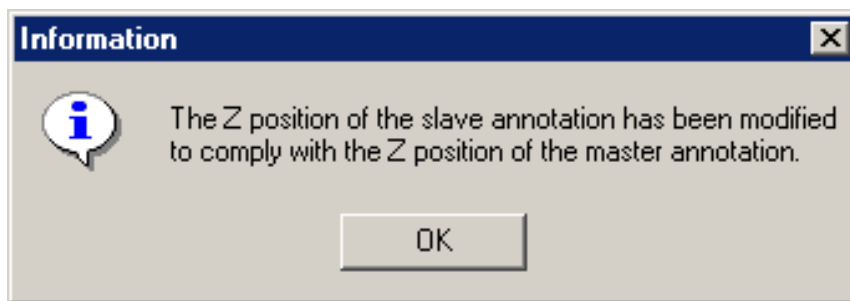 Information
The Z position of the slave annotation has been modified
to comply with the Z position of the master annotation.
OK